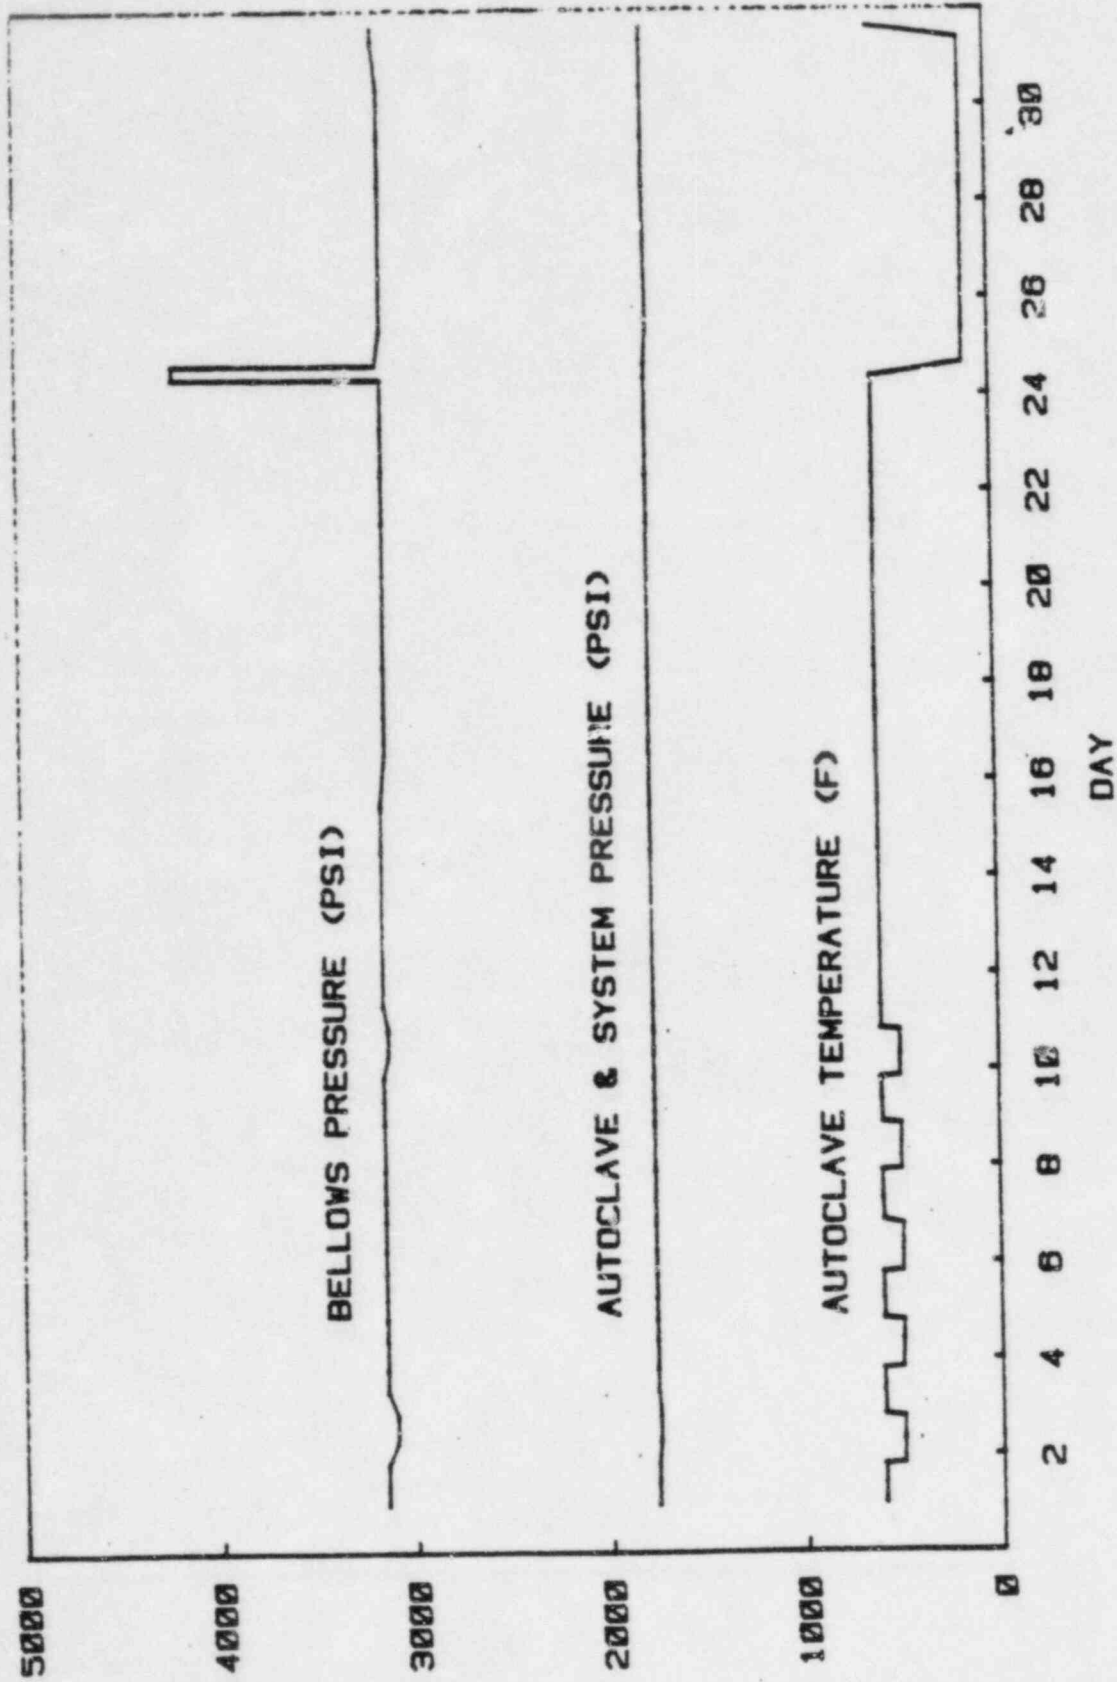 5000
4000
3000
2000
1000
0
BELLOWS PRESSURE (PSI)
AUTOCLAVE & SYSTEM PRESSURE (PSI)
AUTOCLAVE TEMPERATURE (F)
2 4 6 8 10 12 14 16 18 20 22 24 26 28 30
DAY